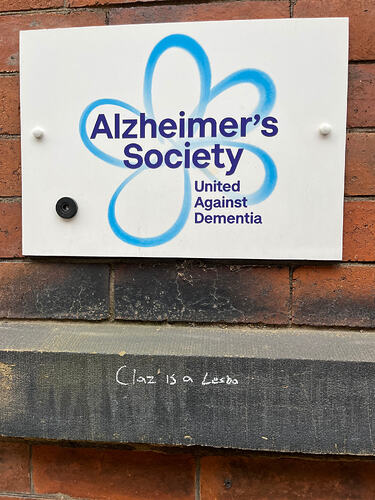 Alzheimer's
Society
United
Against
Dementia
Claz is a Lesbo